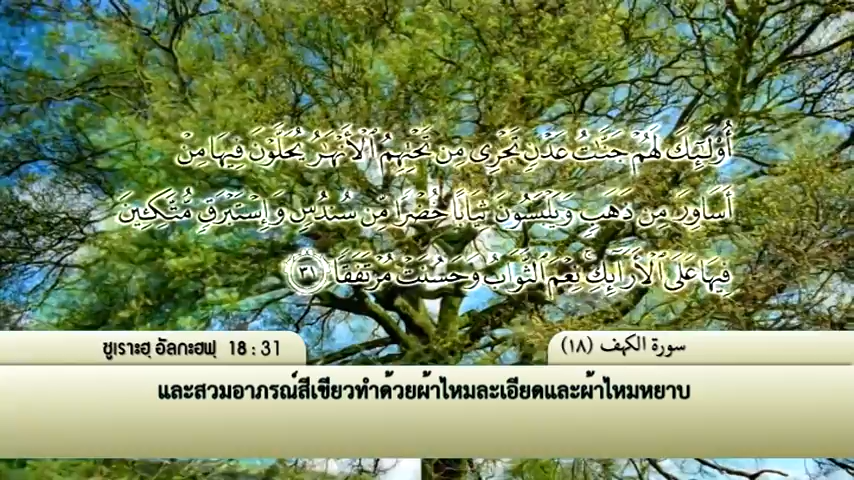 أُوْلَٰٓئِكَ لَهُمۡ جَنَّٰتُ عَدۡنٖ تَجۡرِي مِن تَحۡتِهِمُ ٱلۡأَنۡهَٰرُ يُحَلَّوۡنَ فِيهَا مِنۡ
أَسَاوِرَ مِن ذَهَبٖ وَيَلۡبَسُونَ ثِيَابًا خُضۡرٗا مِّن سُندُسٖ وَإِسۡتَبۡرَقٖ مُّتَّكِـِٔينَ
فِيهَا عَلَى ٱلۡأَرَآئِكِۚ نِعۡمَ ٱلثَّوَابُ وَحَسُنَتۡ مُرۡتَفَقٗا ٣١
ซูเราะฮฺ อัลกะฮฟฺ 18 : 31
سورة الكهف (١٨)
และสวมอาภรณ์สีเขียวทำด้วยผ้าไหมละเอียดและผ้าไหมหยาบ